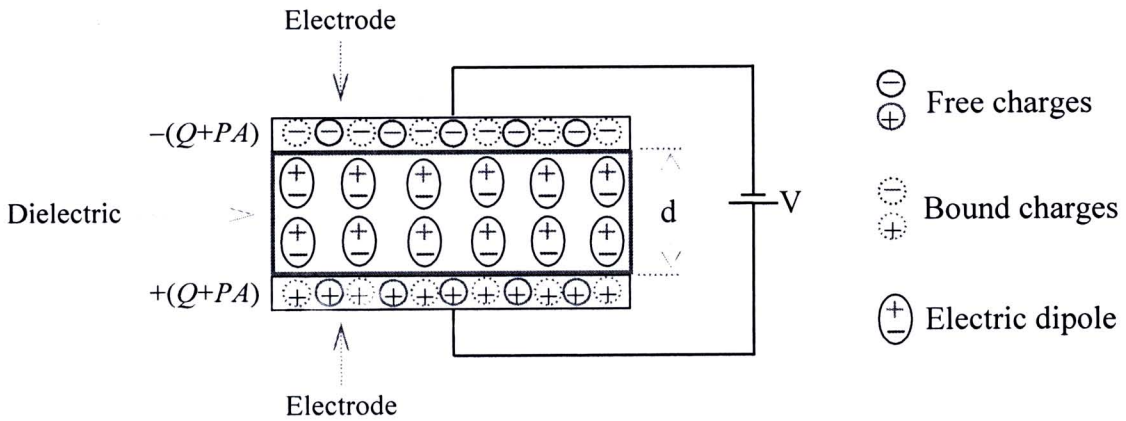 Electrode
−(Q+PA)
Dielectric
d
V
+(Q+PA)
Electrode
Free charges
Bound charges
Electric dipole